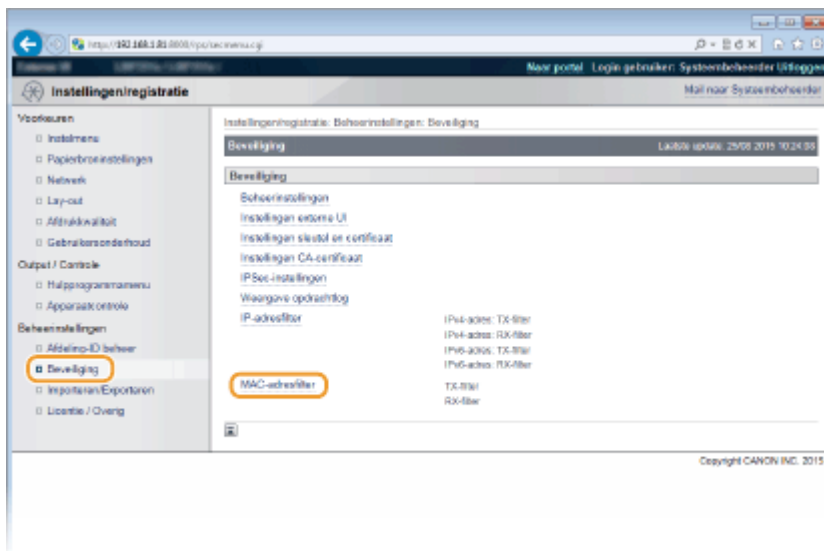 Naar portal Login gebruiker: Systeembeheerder Uitloggen
Instellingen/registratie
Mail naar Systeembeheerder
Voorkeuren
Instelmenu
Papierbroninstellingen
Netwerk
Lay-out
Afdrukkwaliteit
Gebruikersonderhoud
Output / Controle
Hulpprogrammamenu
Apparaatcontrole
Beheerinstellingen
Afdeling-ID beheer
Beveiliging
Importeren/Exporteren
Licentie / Overig
Instellingen/registratie: Beheerinstellingen: Beveiliging
Beveiliging
Laatste update: 25/08 2015 10:24:
Beveiliging
Beheerinstellingen
Instellingen externe UI
Instellingen sleutel en certificaat
Instellingen CA-certificaat
IPSec-instellingen
Weergave opdrachtlog
IP-adresfilter
IPv4-adres: TX-filter
IPv4-adres: RX-filter
IPv6-adres: TX-filter
IPv6-adres: RX-filter
MAC-adresfilter
TX-filter
RX-filter
Copyright CANON INC. 2015